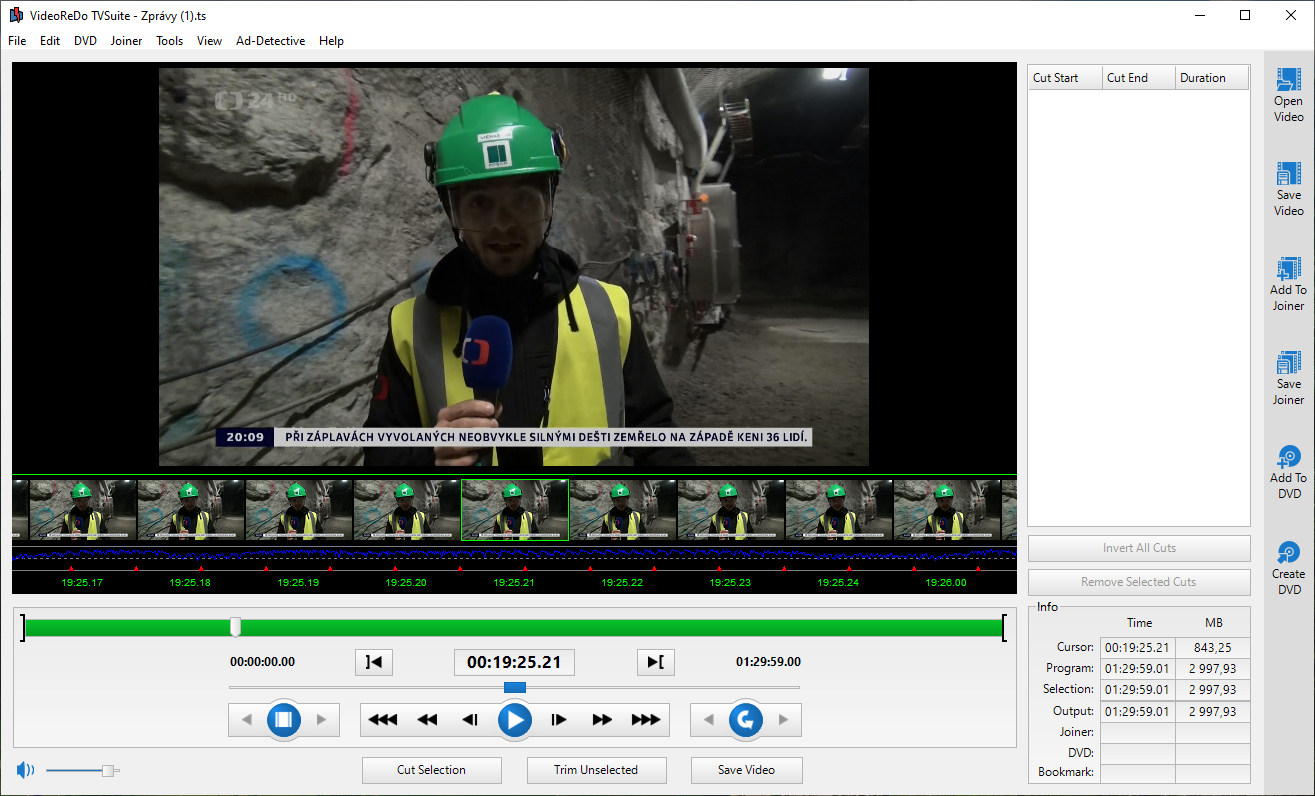 VideoReDo TVSuite - Zprávy (1).ts
File Edit DVD Joiner Tools View Ad-Detective Help
24 HD
20:09 PŘI ZÁPLAVÁCH VYVOLANÝCH NEOBVYKLE SILNÝMI DEŠTI ZEMŘELO NA ZÁPADĚ KENI 36 LIDÍ.
19:25.17 19:25.18 19:25.19 19:25.20 19:25.21 19:25.22 19:25.23 19:25.24 19:26.00
00:00:00.00 00:19:25.21 01:29:59.00
Cut Selection Trim Unselected Save Video
Cut Start Cut End Duration
Invert All Cuts
Remove Selected Cuts
Info
Time MB
Cursor: 00:19:25.21 843,25
Program: 01:29:59.01 2 997,93
Selection: 01:29:59.01 2 997,93
Output: 01:29:59.01 2 997,93
Joiner:
DVD:
Bookmark:
Open
Video
Save
Video
Add To
Joiner
Save
Joiner
Add To
DVD
Create
DVD